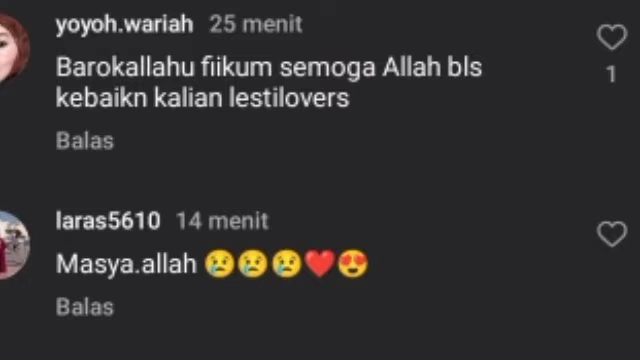 yoyoh.wariah 25 menit
Barokallahu fiikum semoga Allah bls
kebaikn kalian lestilovers
1
Balas
laras5610 14 menit
Masya.allah 😢😢😢❤️😍
Balas